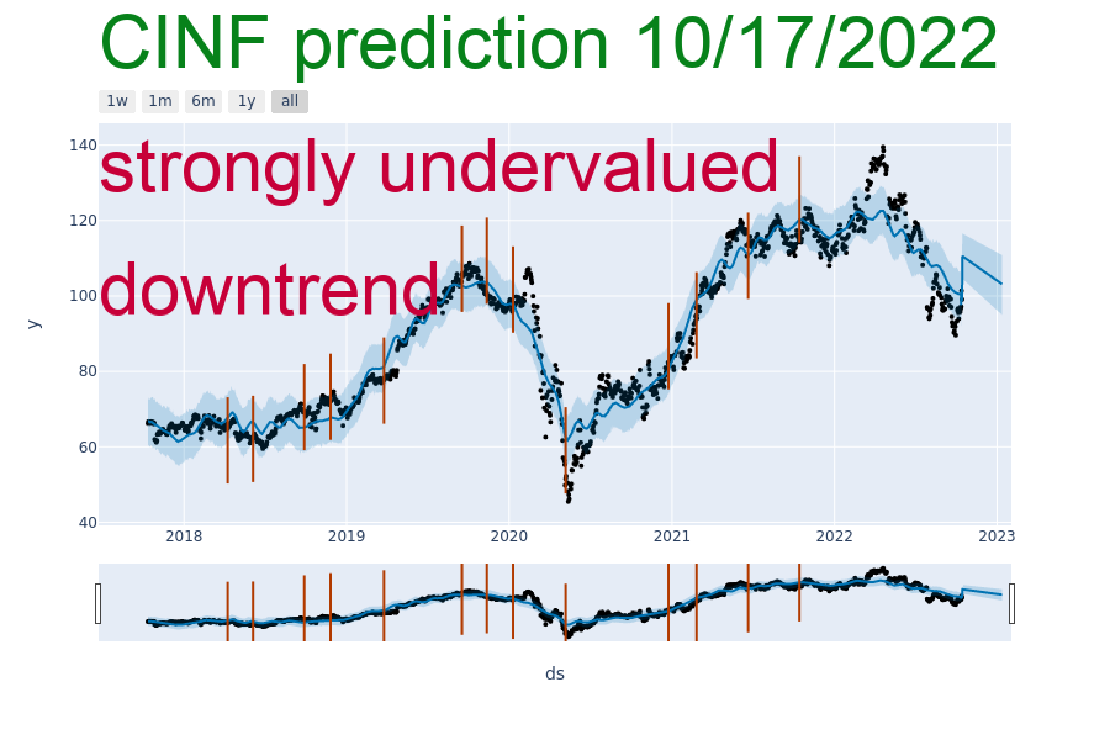 CINF prediction 10/17/2022
1w 1m 6m 1y all
140
strongly undervalued
120
downtrend
100
y
80
60
40
2018 2019 2020 2021 2022 2023
ds